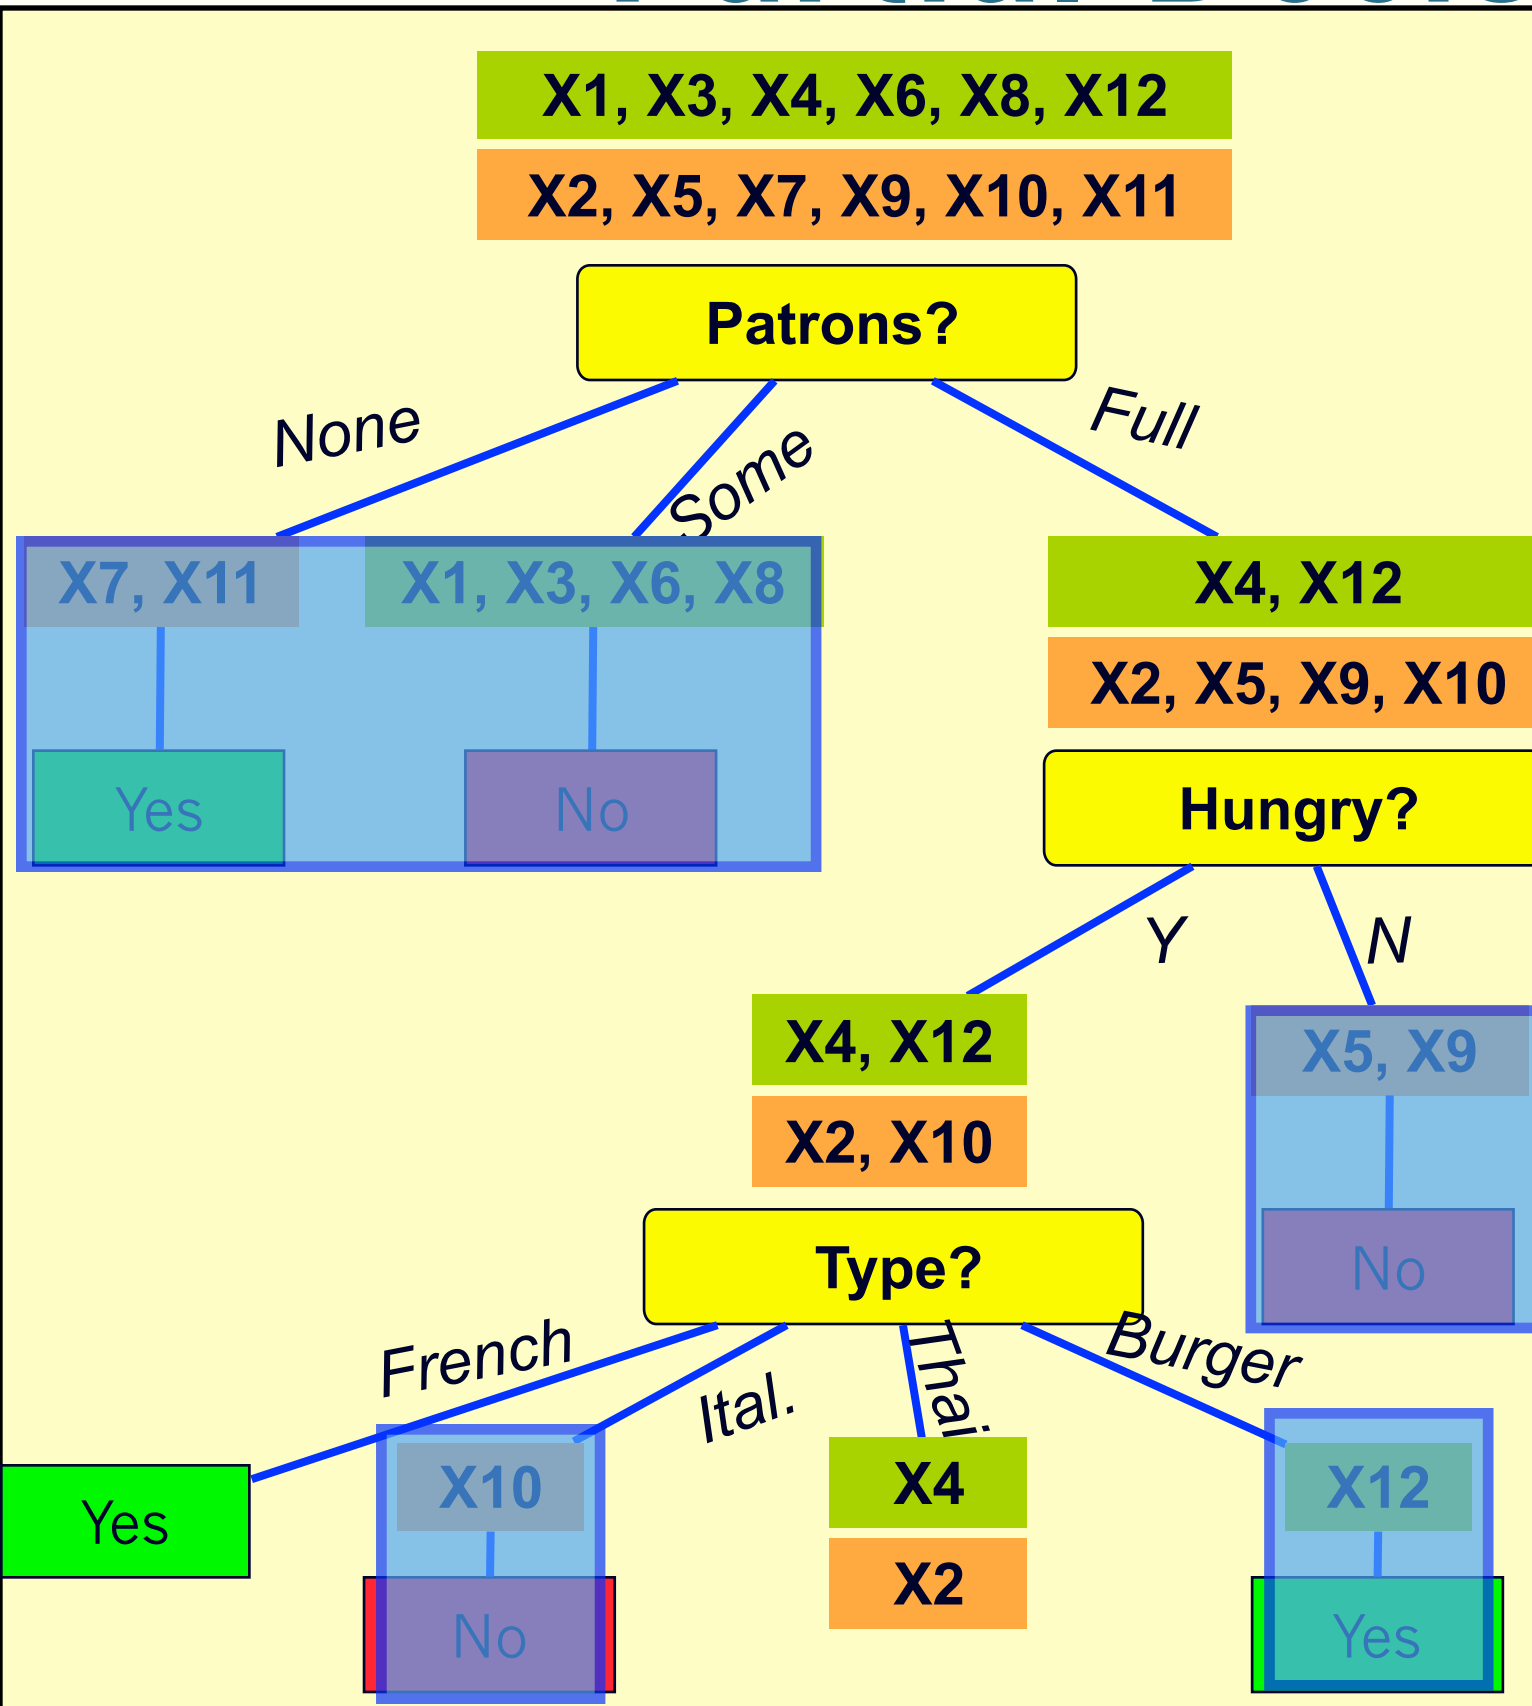 X1, X3, X4, X6, X8, X12
X2, X5, X7, X9, X10, X11
Patrons?
None
Some
Full
X7, X11
X1, X3, X6, X8
X4, X12
X2, X5, X9, X10
Yes
No
Hungry?
Y
N
X4, X12
X2, X10
X5, X9
Type?
No
French
Ital.
Thai
Burger
Yes
X10
X4
X12
X2
No
Yes